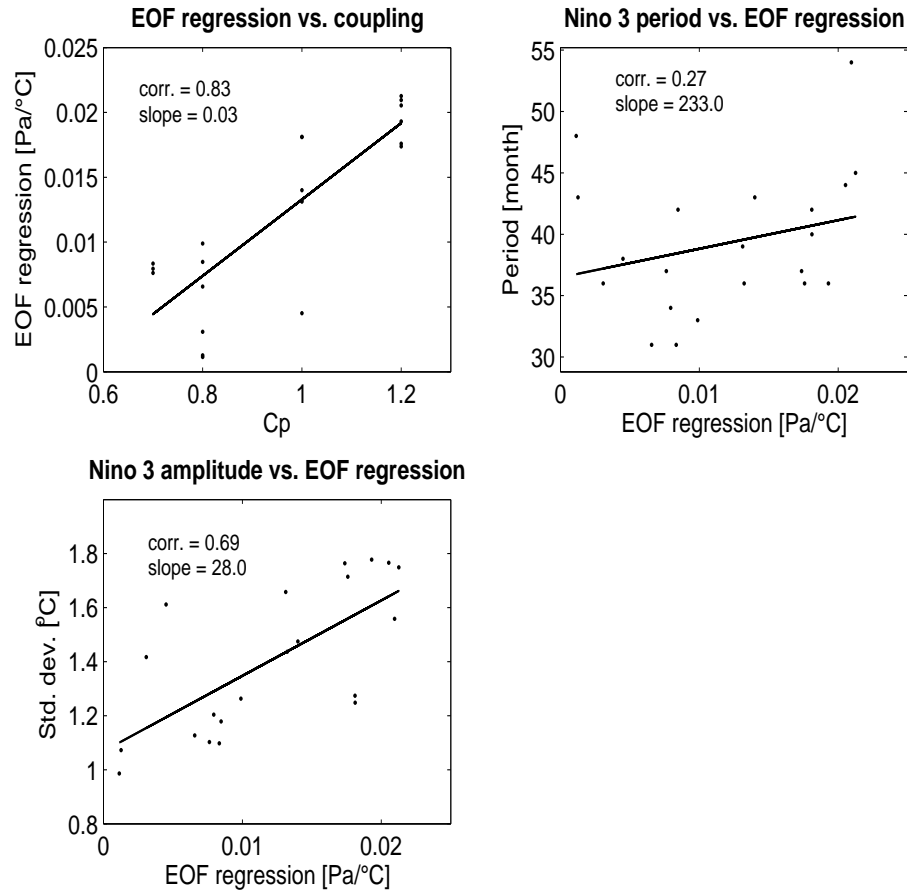 EOF regression vs. coupling
0.025
0.02
0.015
0.01
0.005
0
corr. = 0.83
slope = 0.03
EOF regression [Pa/°C]
0.6
0.8
1
1.2
Cp
Nino 3 period vs. EOF regression
55
50
45
40
35
30
corr. = 0.27
slope = 233.0
Period [month]
0
0.01
0.02
EOF regression [Pa/°C]
Nino 3 amplitude vs. EOF regression
1.8
1.6
1.4
1.2
1
0.8
corr. = 0.69
slope = 28.0
Std. dev. [°C]
0
0.01
0.02
EOF regression [Pa/°C]